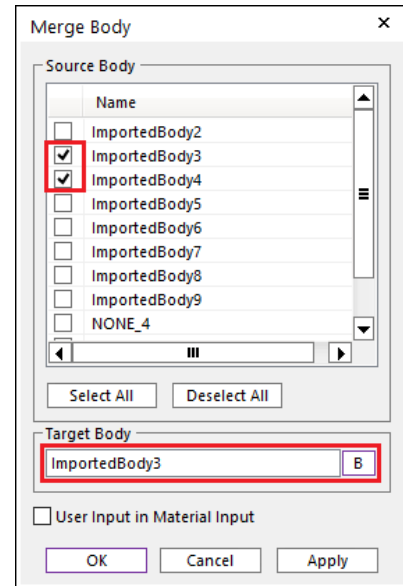 Merge Body
Source Body
Name
ImportedBody2
ImportedBody3
ImportedBody4
ImportedBody5
ImportedBody6
ImportedBody7
ImportedBody8
ImportedBody9
NONE_4
Select All Deselect All
Target Body
ImportedBody3 B
User Input in Material Input
OK Cancel Apply